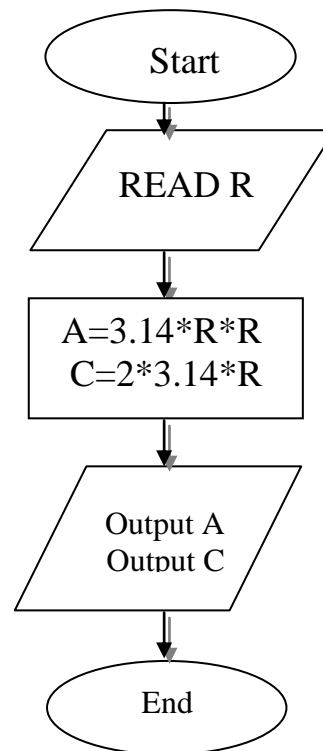 Start
READ R
A=3.14*R*R
C=2*3.14*R
Output A
Output C
End